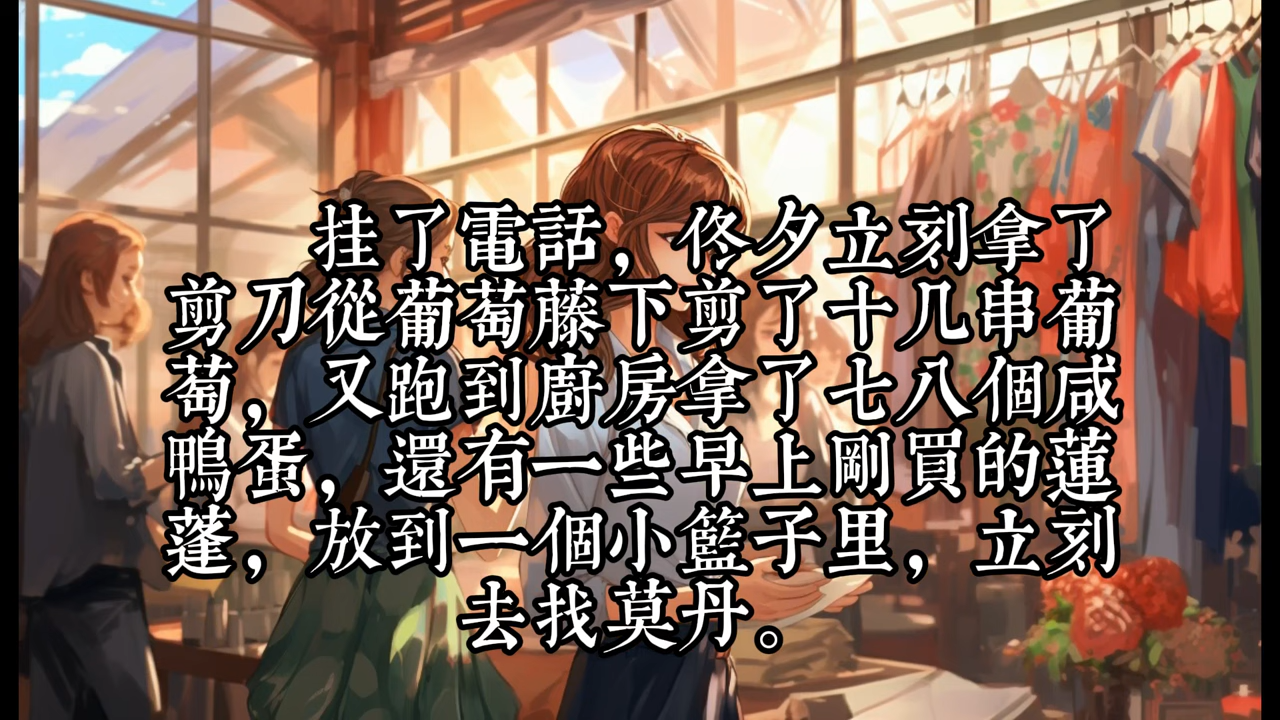 挂了電話，佟夕立刻拿了
剪刀從葡萄藤下剪了十几串葡
萄，又跑到廚房拿了七八個咸
鴨蛋，還有一些早上剛買的蓮
蓬，放到一個小籃子里，立刻
去找莫丹。